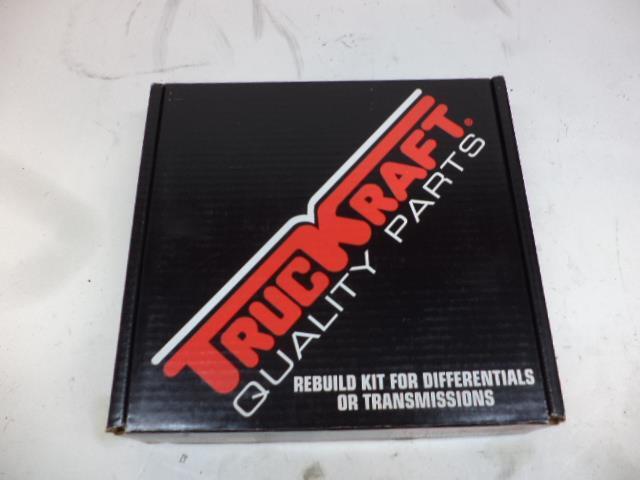 TRUCKRAFT®
QUALITY PARTS
REBUILD KIT FOR DIFFERENTIALS
OR TRANSMISSIONS